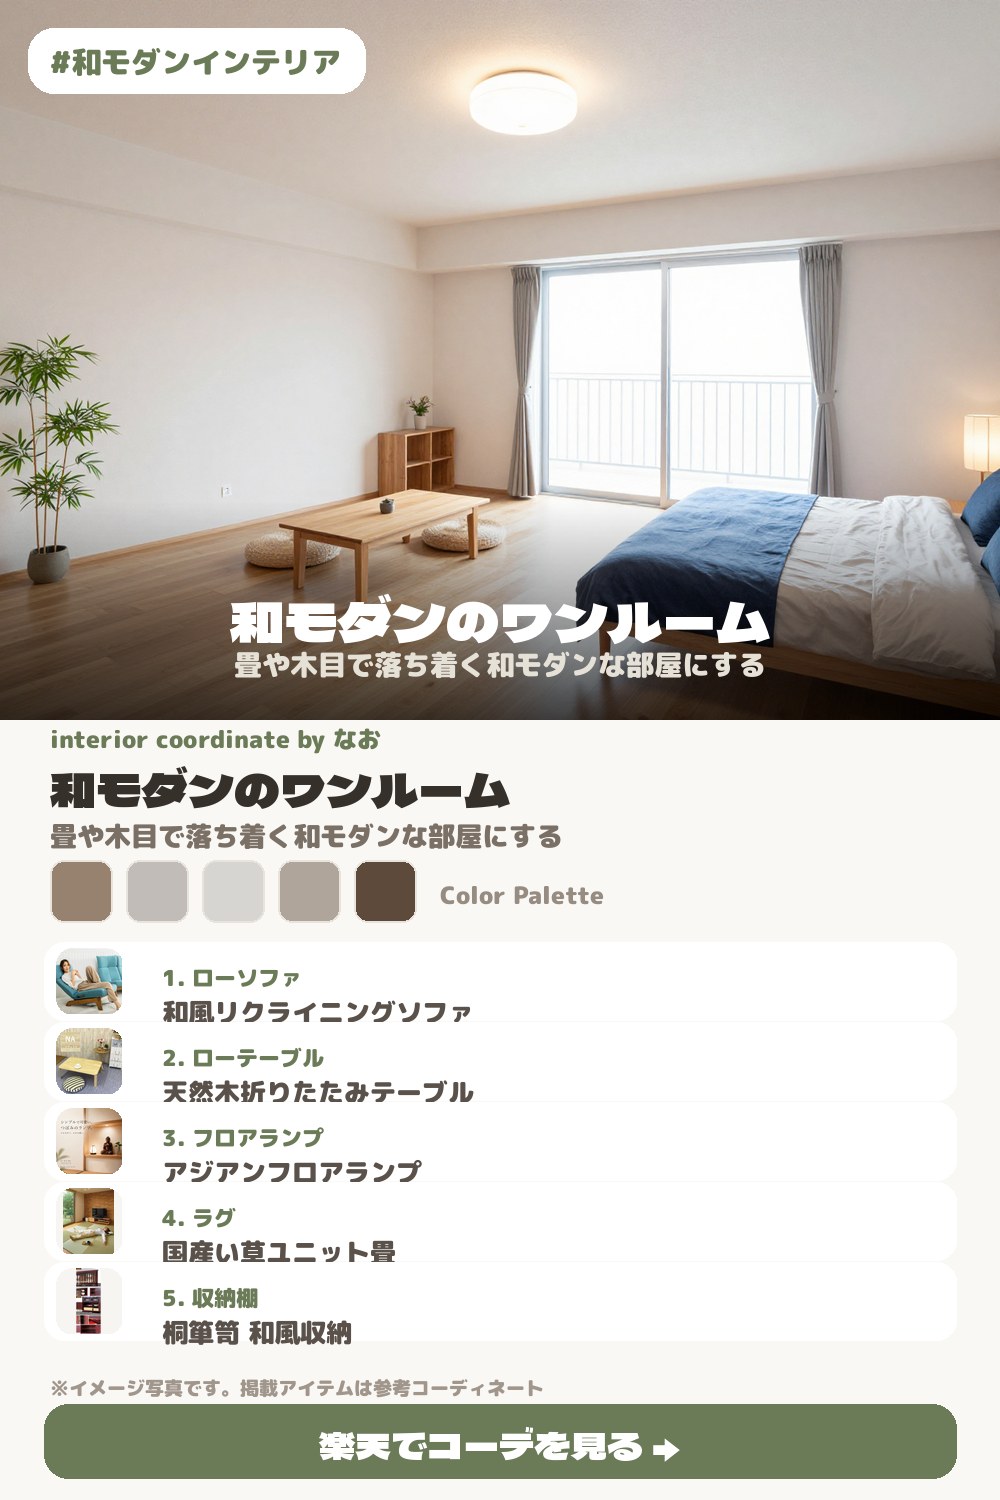 #和モダンインテリア
和モダンのワンルーム
畳や木目で落ち着く和モダンな部屋にする
interior coordinate by なお
和モダンのワンルーム
畳や木目で落ち着く和モダンな部屋にする
Color Palette
1. ローソファ
和風リクライニングソファ
2. ローテーブル
天然木折りたたみテーブル
3. フロアランプ
アジアンフロアランプ
4. ラグ
国産い草ユニット畳
5. 収納棚
桐箪笥 和風収納
※イメージ写真です。掲載アイテムは参考コーディネート
楽天でコーデを見る ➡